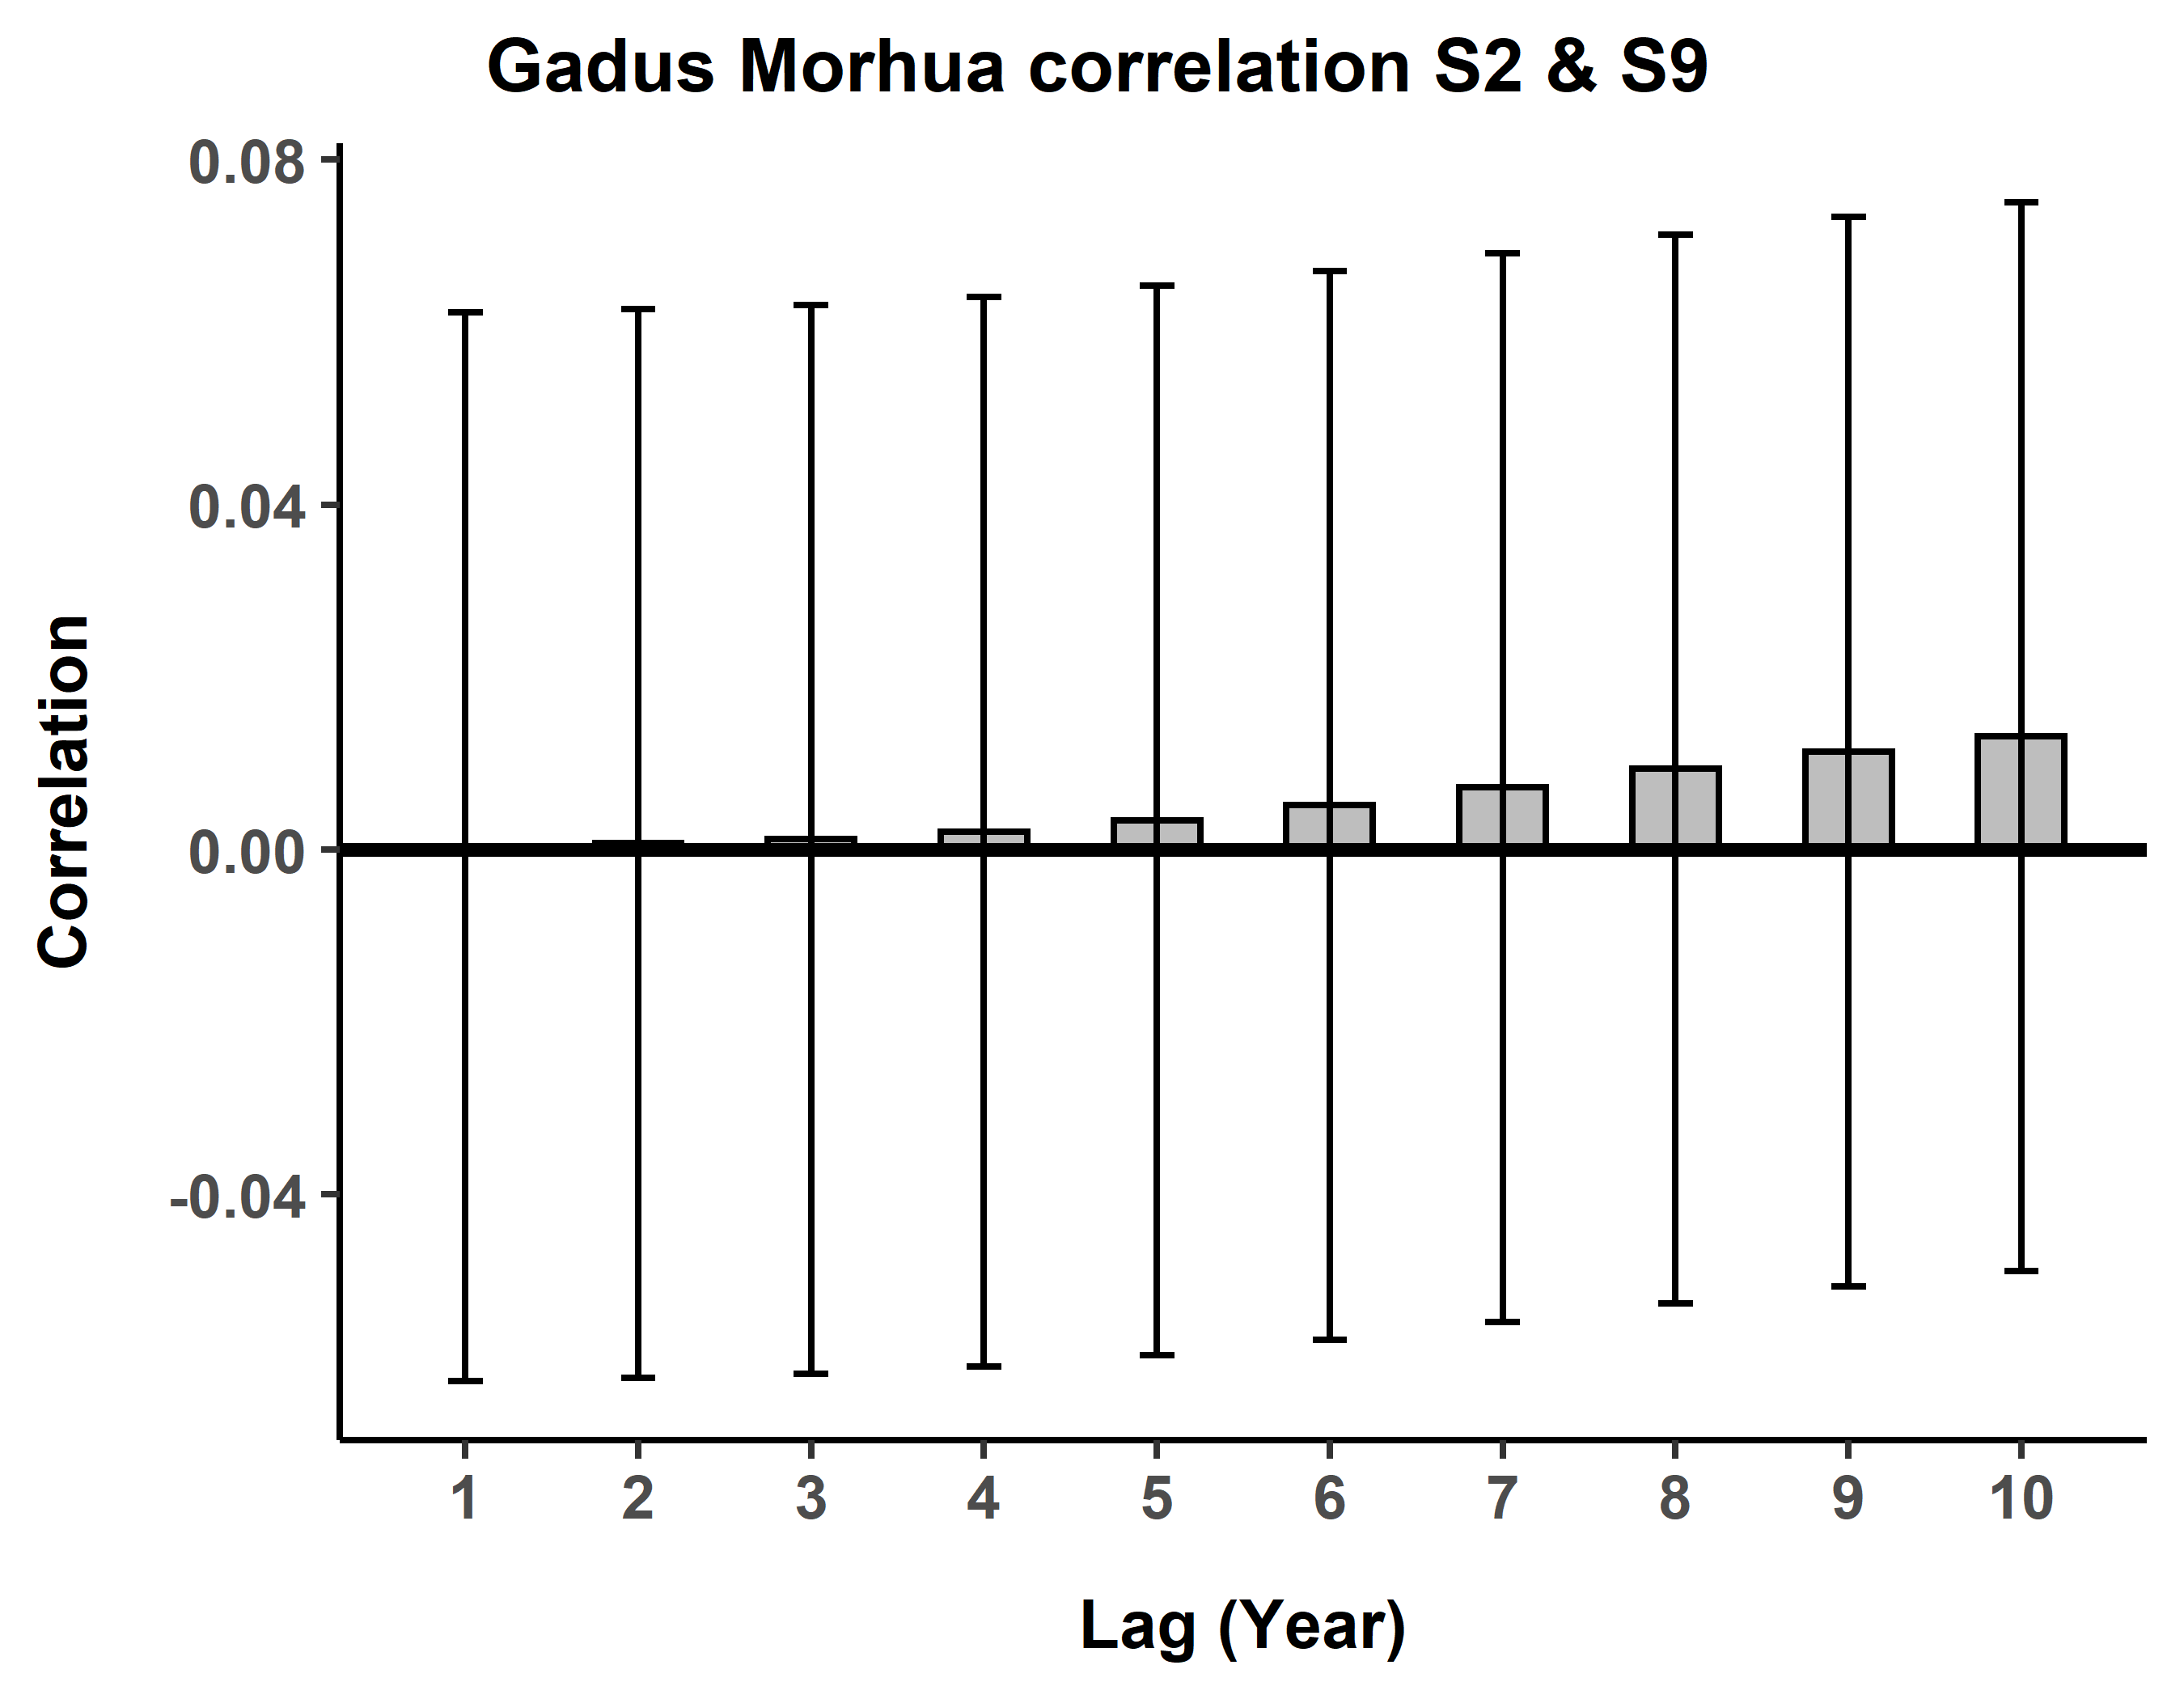 Gadus Morhua correlation S2 & S9
0.08
0.04
0.00
-0.04
Correlation
1 2 3 4 5 6 7 8 9 10
Lag (Year)